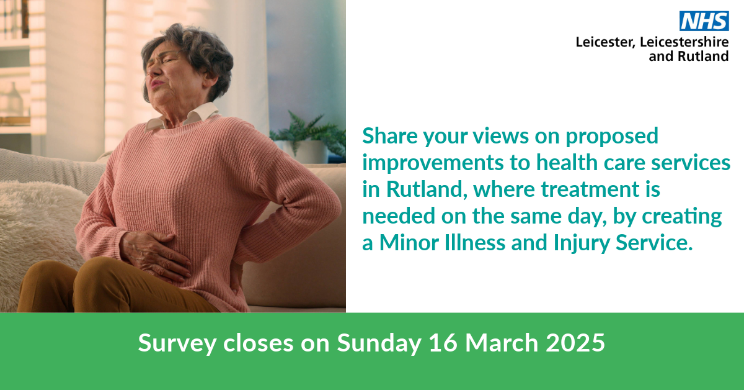 NHS
Leicester, Leicestershire
and Rutland
Share your views on proposed
improvements to health care services
in Rutland, where treatment is
needed on the same day, by creating
a Minor Illness and Injury Service.
Survey closes on Sunday 16 March 2025